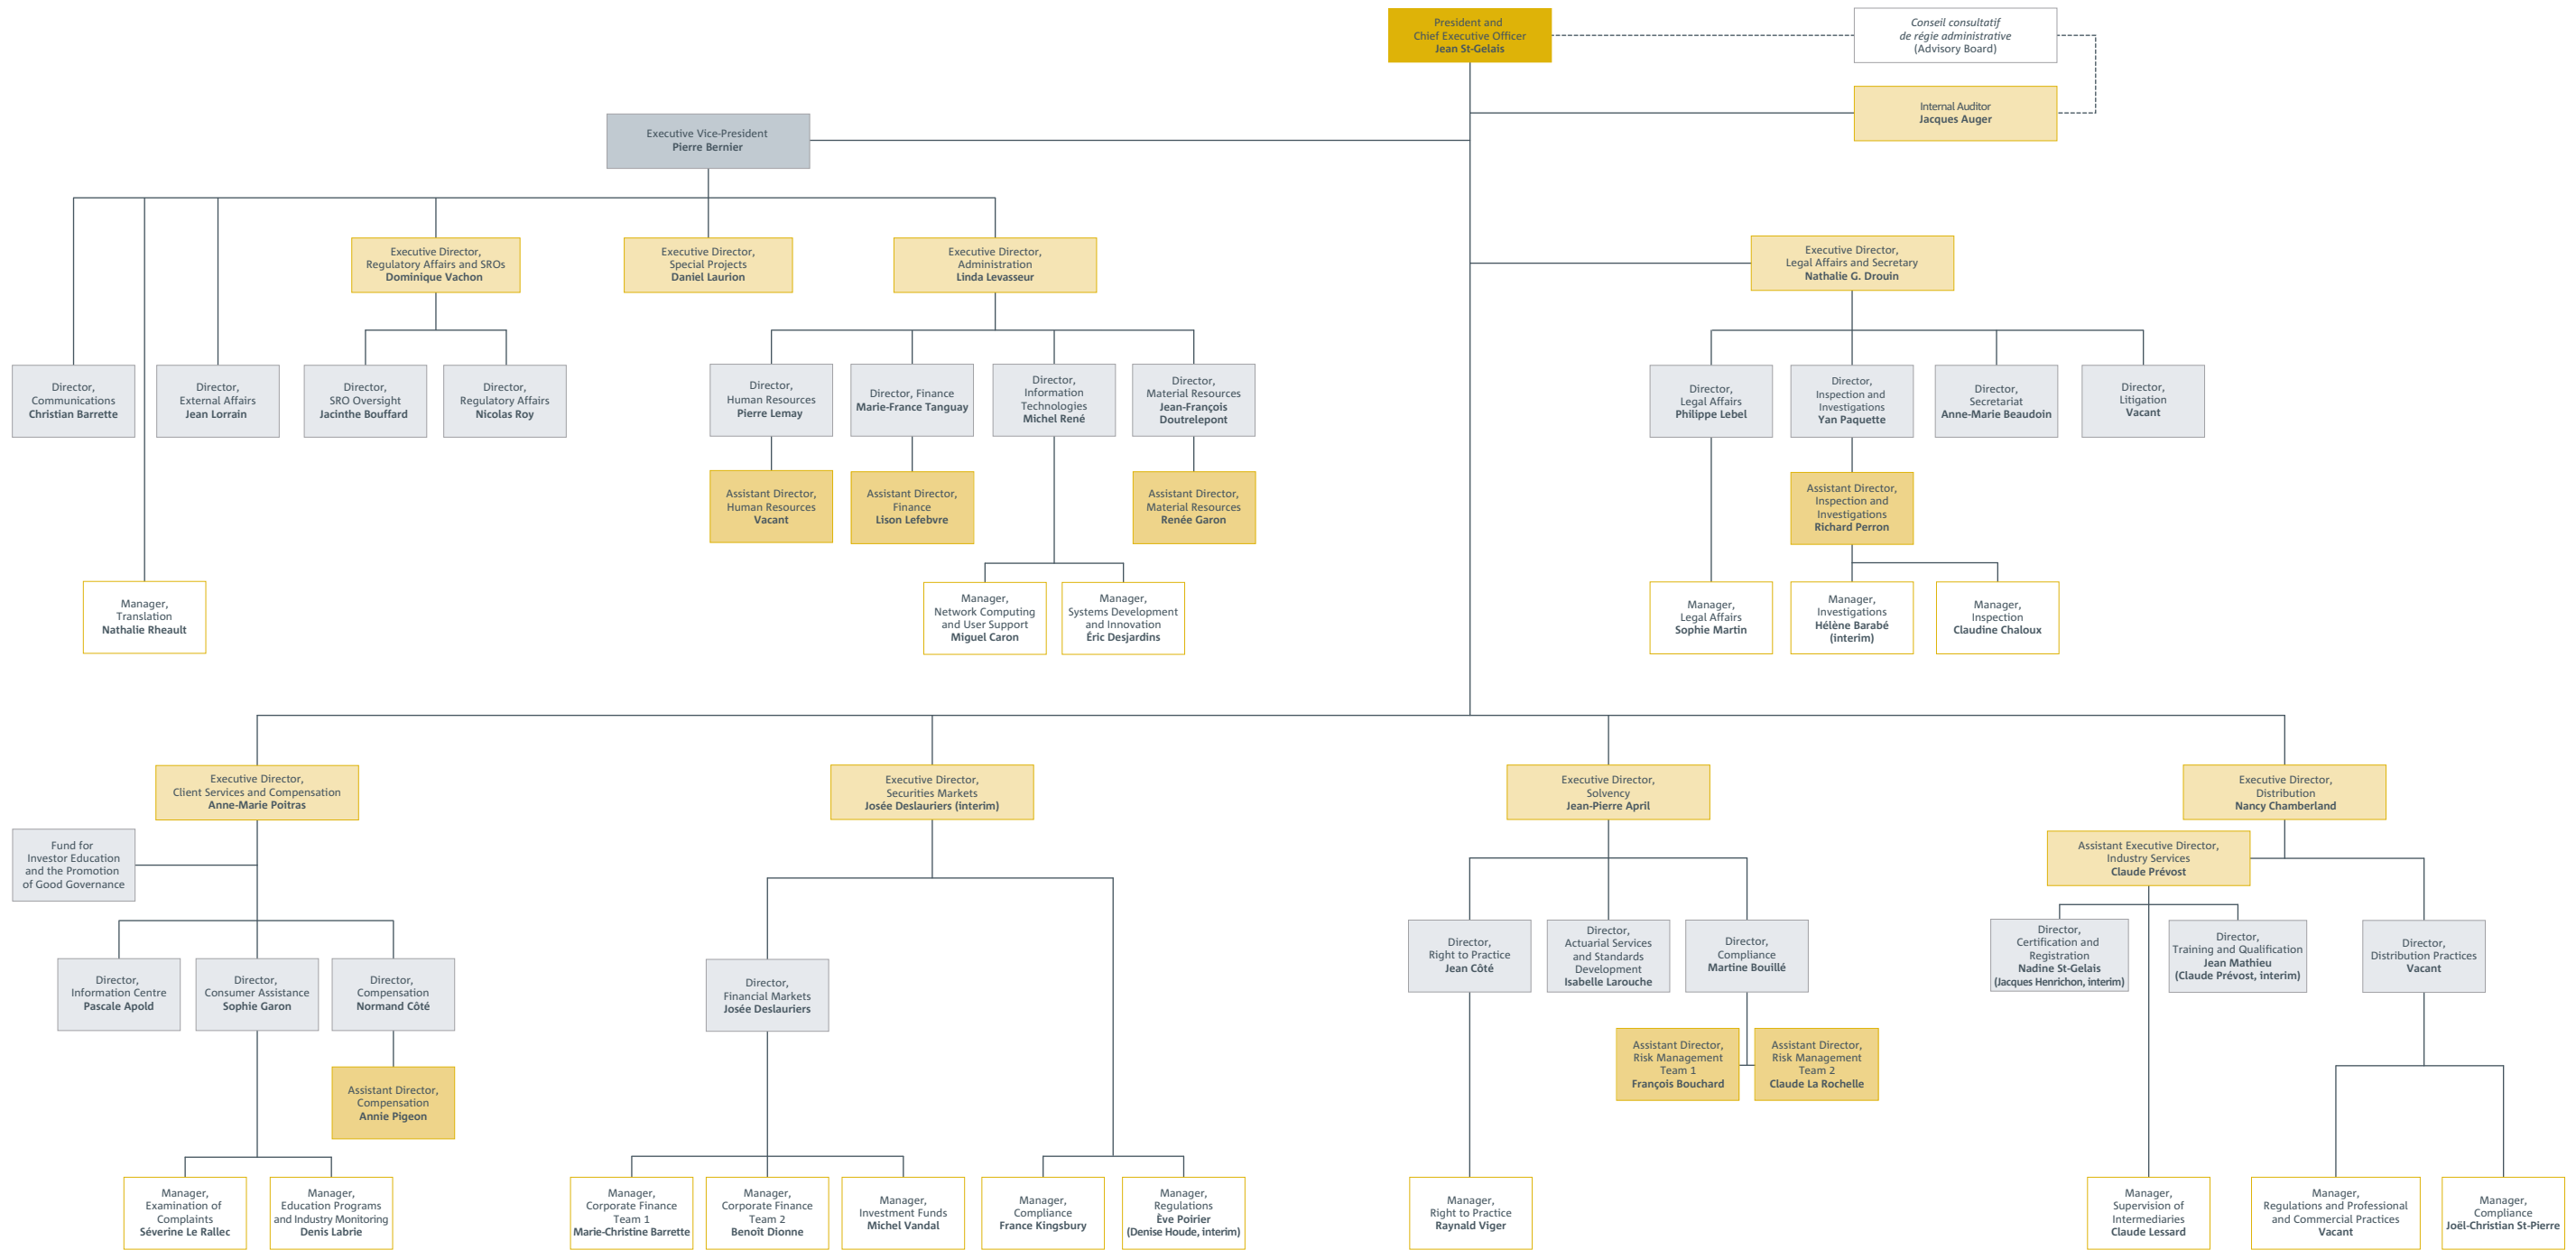 President and
Chief Executive Officer
Jean St-Gelais
Conseil consultatif
de régie administrative
(Advisory Board)
Internal Auditor
Jacques Auger
Executive Vice-President
Pierre Bernier
Executive Director,
Regulatory Affairs and SROs
Dominique Vachon
Executive Director,
Special Projects
Daniel Laurion
Executive Director,
Administration
Linda Levasseur
Executive Director,
Legal Affairs and Secretary
Nathalie G. Drouin
Director,
Communications
Christian Barrette
Director,
External Affairs
Jean Lorrain
Director,
SRO Oversight
Jacinthe Bouffard
Director,
Regulatory Affairs
Nicolas Roy
Director,
Human Resources
Pierre Lemay
Director, Finance
Marie-France Tanguay
Director,
Information
Technologies
Michel René
Director,
Material Resources
Jean-François
Doutrelepont
Director,
Legal Affairs
Philippe Lebel
Director,
Inspection and
Investigations
Yan Paquette
Director,
Secretariat
Anne-Marie Beaudoin
Director,
Litigation
Vacant
Assistant Director,
Human Resources
Vacant
Assistant Director,
Finance
Lison Lefebvre
Assistant Director,
Material Resources
Renée Garon
Assistant Director,
Inspection and
Investigations
Richard Perron
Manager,
Translation
Nathalie Rheault
Manager,
Network Computing
and User Support
Miguel Caron
Manager,
Systems Development
and Innovation
Éric Desjardins
Manager,
Legal Affairs
Sophie Martin
Manager,
Investigations
Hélène Barabé
(interim)
Manager,
Inspection
Claudine Chaloux
Executive Director,
Client Services and Compensation
Anne-Marie Poitras
Executive Director,
Securities Markets
Josée Deslauriers (interim)
Executive Director,
Solvency
Jean-Pierre April
Executive Director,
Distribution
Nancy Chamberland
Fund for
Investor Education
and the Promotion
of Good Governance
Assistant Executive Director,
Industry Services
Claude Prévost
Director,
Information Centre
Pascale Apold
Director,
Consumer Assistance
Sophie Garon
Director,
Compensation
Normand Côté
Director,
Financial Markets
Josée Deslauriers
Director,
Right to Practice
Jean Côté
Director,
Actuarial Services
and Standards
Development
Isabelle Larouche
Director,
Compliance
Martine Bouillé
Director,
Certification and
Registration
Nadine St-Gelais
(Jacques Henrichon, interim)
Director,
Training and Qualification
Jean Mathieu
(Claude Prévost, interim)
Director,
Distribution Practices
Vacant
Assistant Director,
Compensation
Annie Pigeon
Assistant Director,
Risk Management
Team 1
François Bouchard
Assistant Director,
Risk Management
Team 2
Claude La Rochelle
Manager,
Examination of
Complaints
Séverine Le Rallec
Manager,
Education Programs
and Industry Monitoring
Denis Labrie
Manager,
Corporate Finance
Team 1
Marie-Christine Barrette
Manager,
Corporate Finance
Team 2
Benoît Dionne
Manager,
Investment Funds
Michel Vandal
Manager,
Compliance
France Kingsbury
Manager,
Regulations
Ève Poirier
(Denise Houde, interim)
Manager,
Right to Practice
Raynald Viger
Manager,
Supervision of
Intermediaries
Claude Lessard
Manager,
Regulations and Professional
and Commercial Practices
Vacant
Manager,
Compliance
Joël-Christian St-Pierre